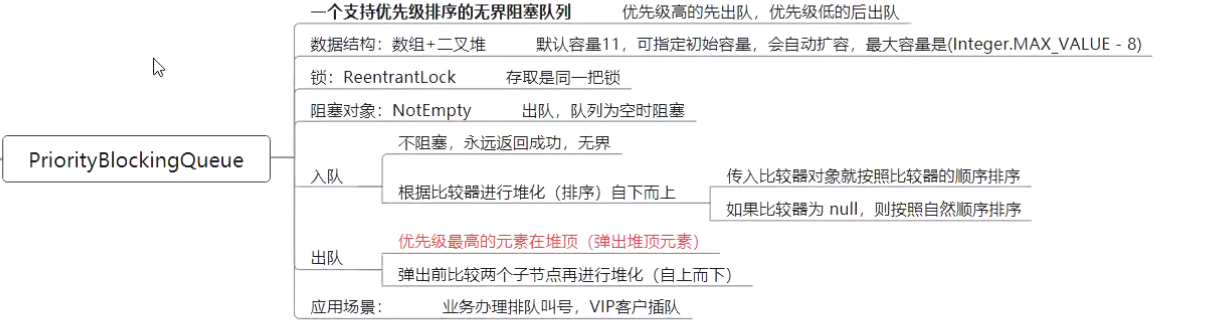 一个支持优先级排序的无界阻塞队列 优先级高的先出队，优先级低的后出队
数据结构：数组+二叉堆 默认容量11，可指定初始容量，会自动扩容，最大容量是(Integer.MAX_VALUE - 8)
锁：ReentrantLock 存取是同一把锁
阻塞对象：NotEmpty 出队，队列为空时阻塞
PriorityBlockingQueue
入队
不阻塞，永远返回成功，无界
根据比较器进行堆化（排序）自下而上
传入比较器对象就按照比较器的顺序排序
如果比较器为 null，则按照自然顺序排序
出队
优先级最高的元素在堆顶（弹出堆顶元素）
弹出前比较两个子节点再进行堆化（自上而下）
应用场景： 业务办理排队叫号，VIP客户插队